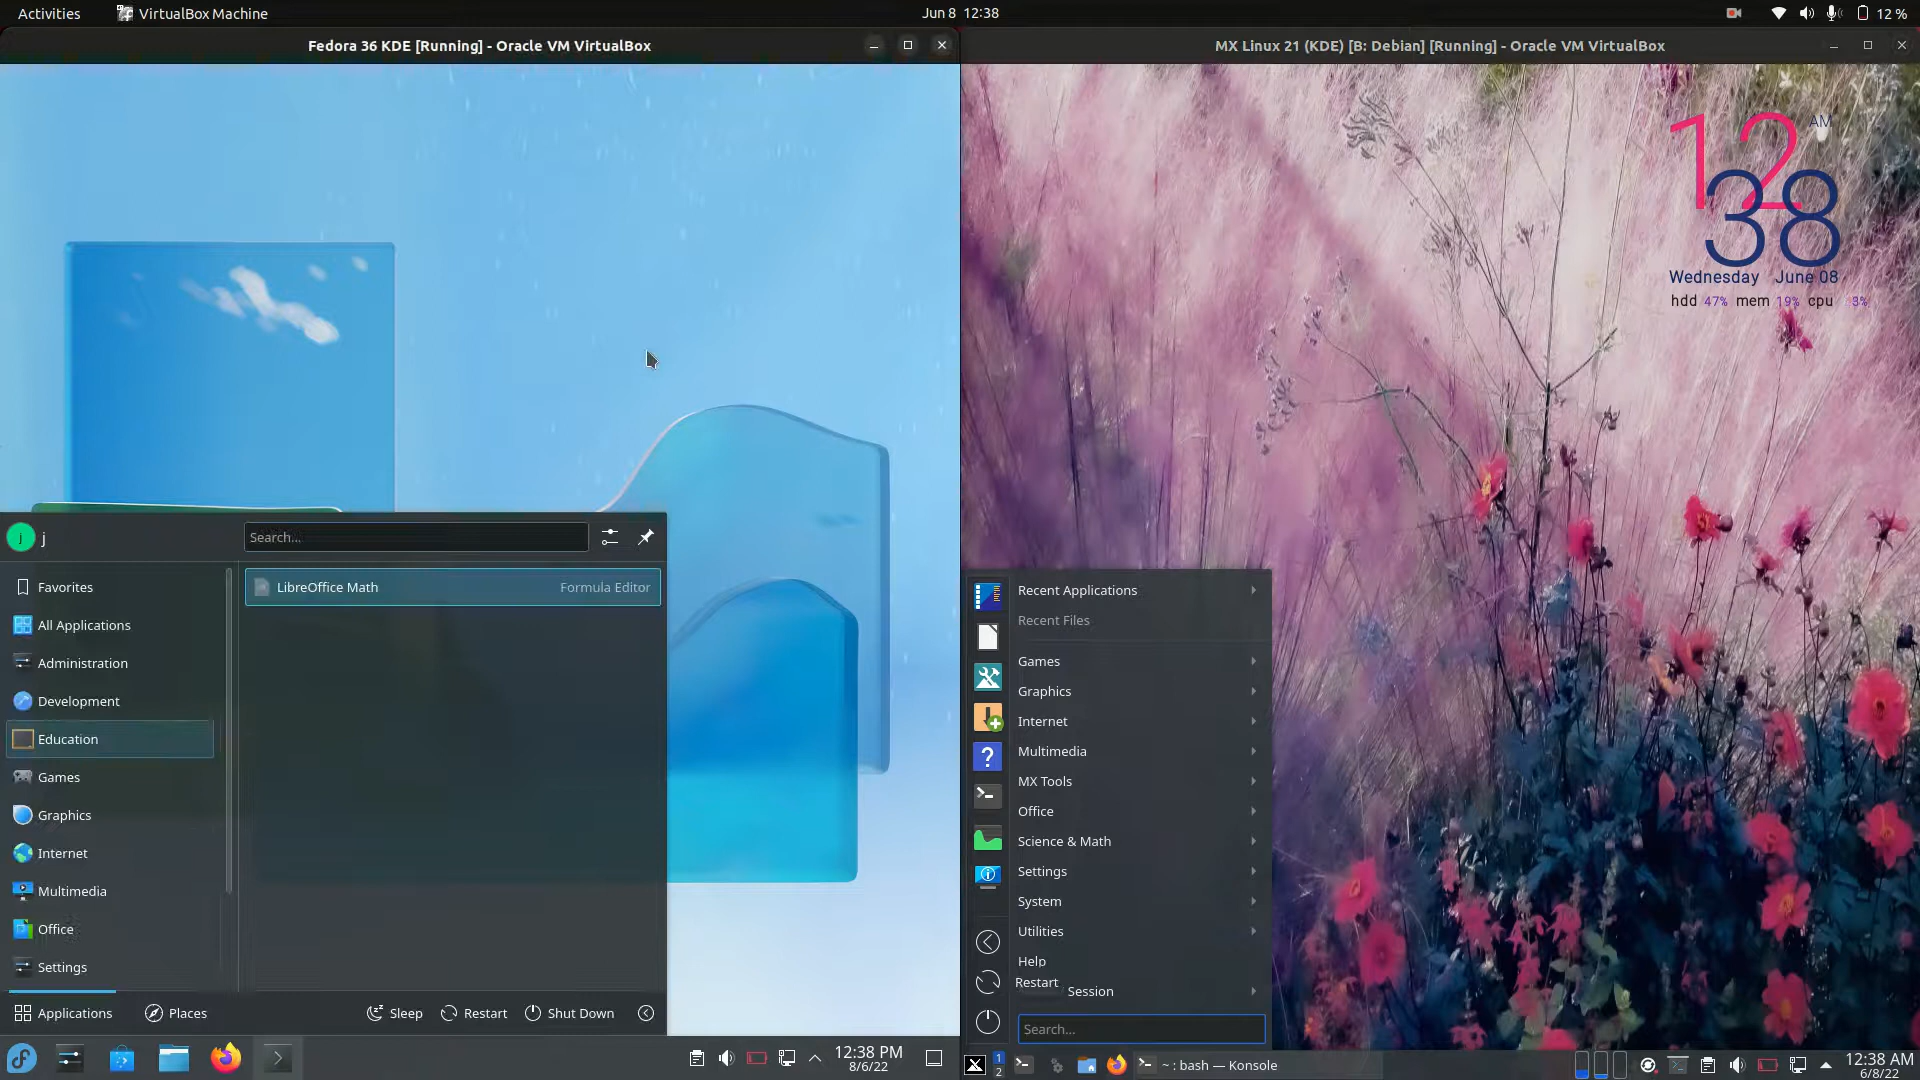 Activities
VirtualBox Machine
Jun 8 12:38
12 %
Fedora 36 KDE [Running] - Oracle VM VirtualBox
MX Linux 21 (KDE) [B: Debian] [Running] - Oracle VM VirtualBox
12
AM
38
Wednesday June 08
hdd 47% mem 19% cpu 3%
j
j
Search...
Favorites
All Applications
Administration
Development
Education
Games
Graphics
Internet
Multimedia
Office
Settings
LibreOffice Math
Formula Editor
Applications
Places
Sleep
Restart
Shut Down
12:38 PM
8/6/22
Recent Applications
Recent Files
Games
Graphics
Internet
Multimedia
MX Tools
Office
Science & Math
Settings
System
Utilities
Help
Restart
Session
Search...
1
2
~ : bash — Konsole
12:38 AM
6/8/22